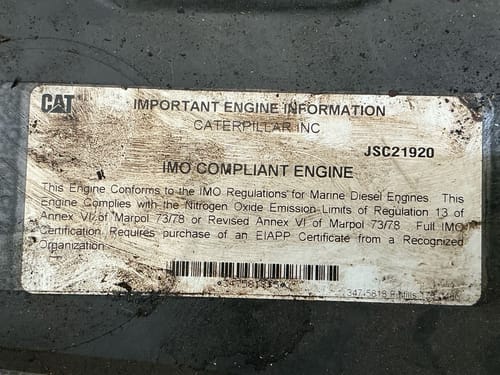 CAT
IMPORTANT ENGINE INFORMATION
CATERPILLAR INC
JSC21920
IMO COMPLIANT ENGINE
This Engine Conforms to the IMO Regulations for Marine Diesel Engines. This
Engine Complies with the Nitrogen Oxide Emission Limits of Regulation 13 of
Annex VI of Marpol 73/78 or Revised Annex VI of Marpol 73/78. Full IMO
Certification Requires purchase of an EIAPP Certificate from a Recognized
Organization.
347-5818